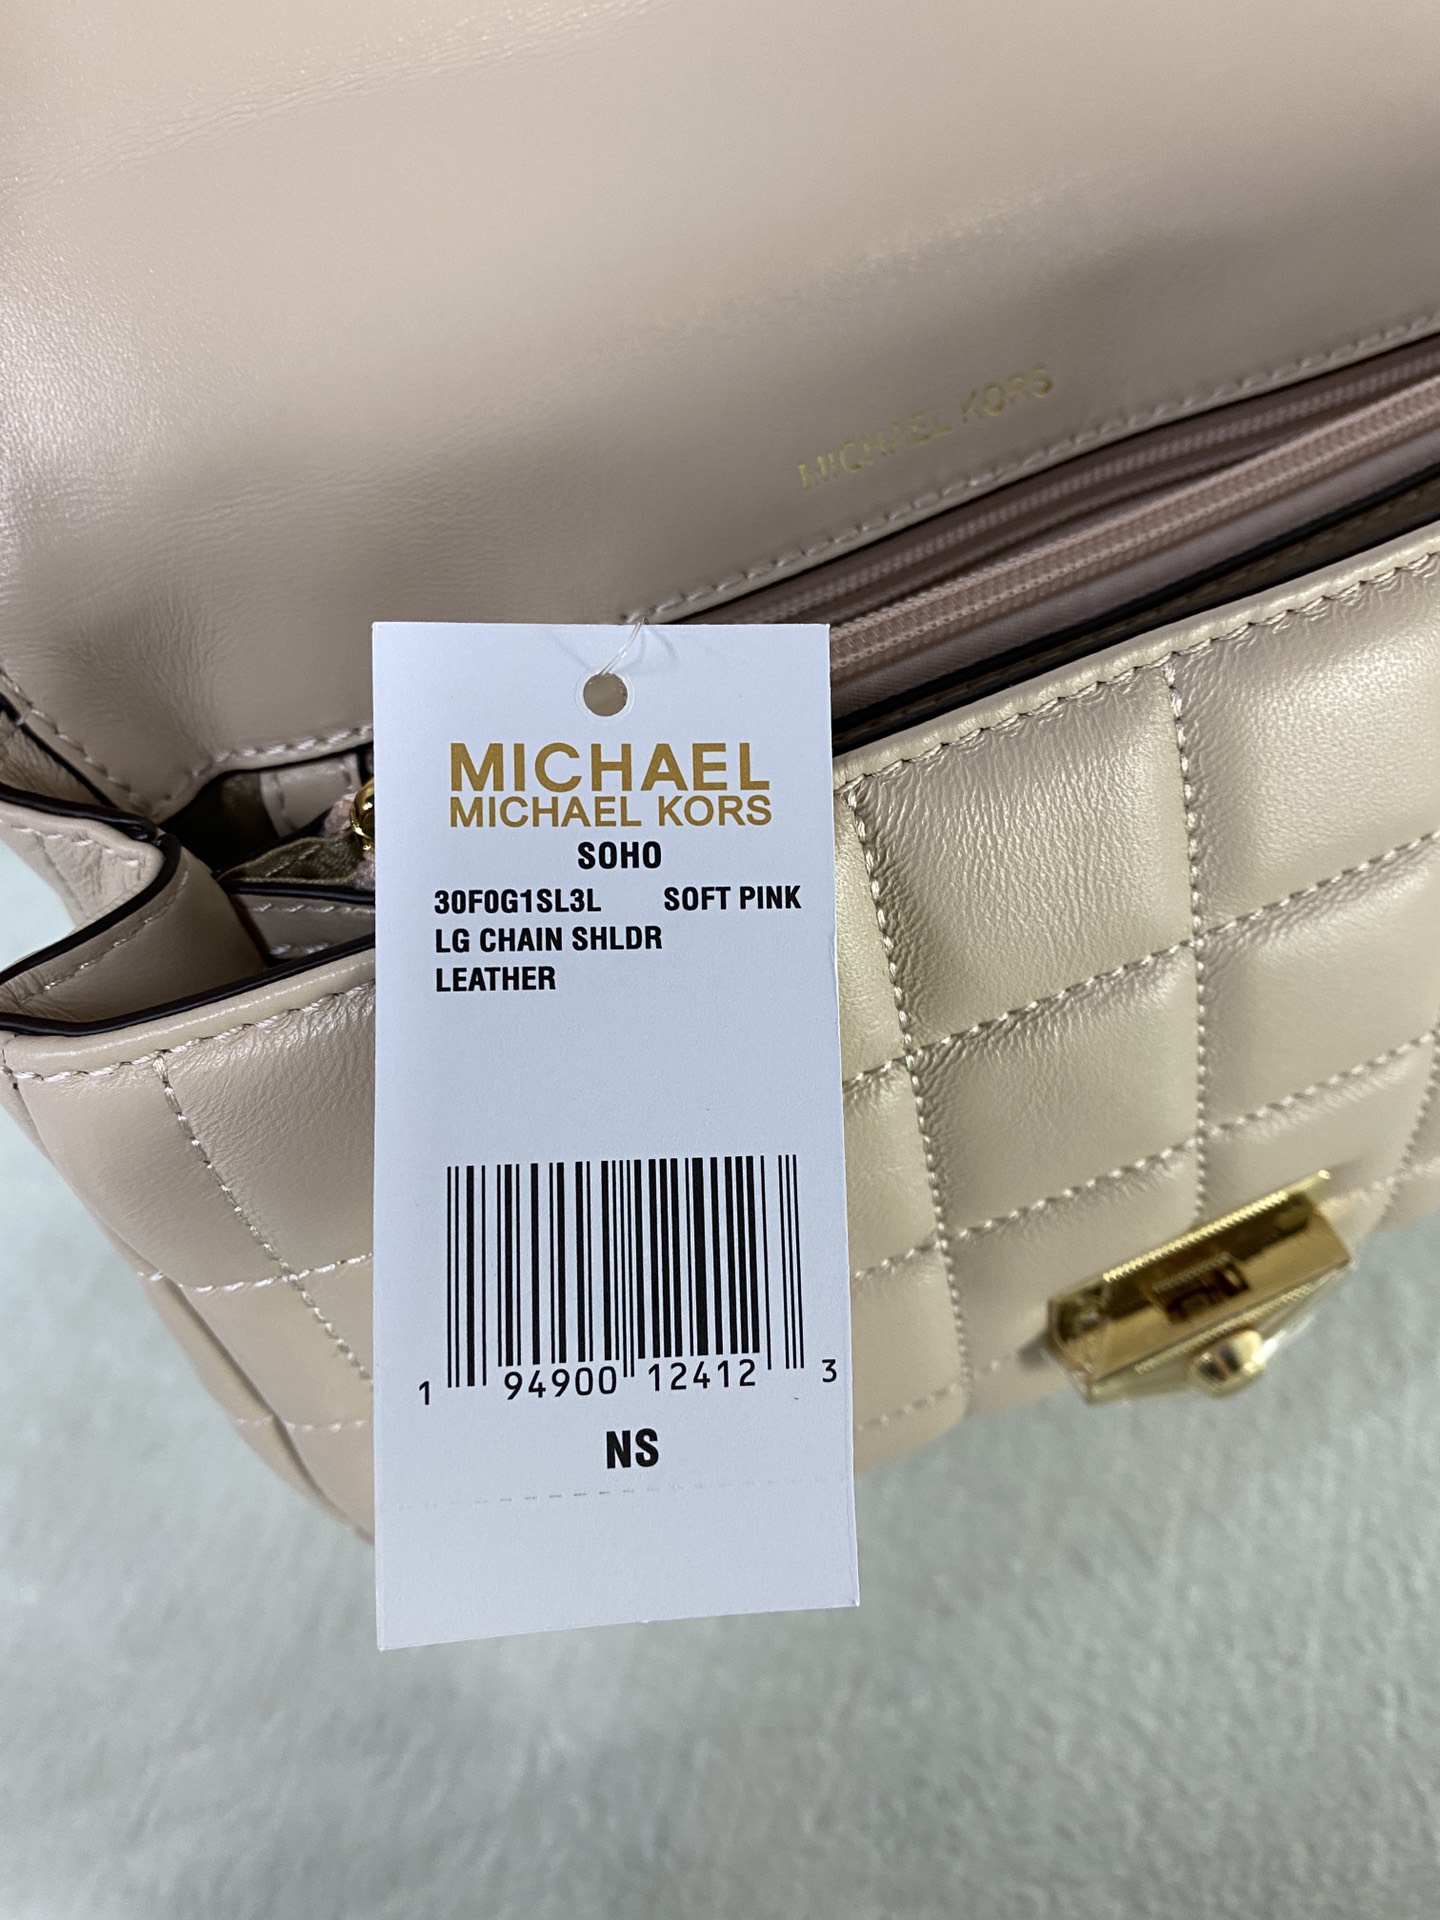 MICHAEL KORS
MICHAEL
MICHAEL KORS
SOHO
30F0G1SL3L SOFT PINK
LG CHAIN SHLDR
LEATHER
1 94900 12412 3
NS